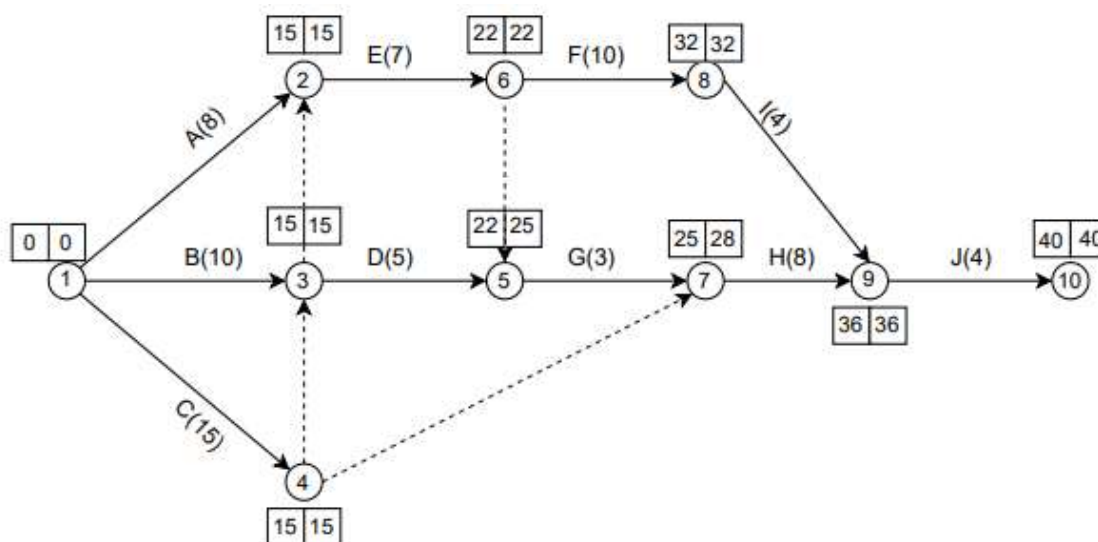 15 15 22 22 32 32
E(7) F(10)
2 6 8
A(8) I(4)
15 15 22 25 25 28 40 40
0 0
B(10) D(5) G(3) H(8) J(4)
1 3 5 7 9 10
36 36
C(15)
4
15 15